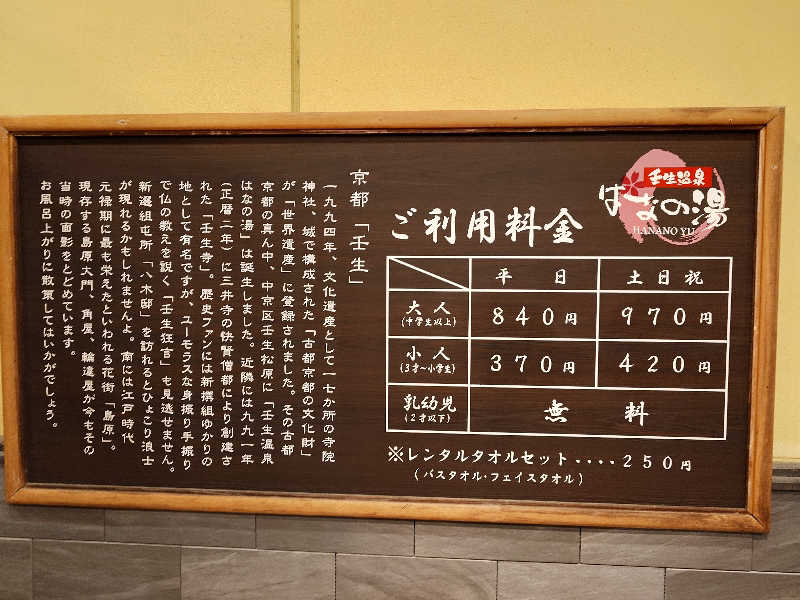 壬生温泉
はなの湯
HANANO YU
ご利用料金
平日 土日祝
大人 840円 970円
(中学生以上)
小人 370円 420円
(3才~小学生)
乳幼児 無料
(2才以下)
※レンタルタオルセット････250円
(バスタオル・フェイスタオル)
京都「壬生」
一九九四年、文化遺産として一七か所の寺院
神社、城で構成された「古都京都の文化財」
が「世界遺産」に登録されました。その古都
京都の真ん中、中京区壬生松原に「壬生温泉
はなの湯」は誕生しました。近隣には九九一年
(正暦二年)に三井寺の快賢僧都により創建さ
れた「壬生寺」。歴史ファンには新撰組ゆかりの
地として有名ですが、ユーモラスな身振り手振り
で仏の教えを説く「壬生狂言」も見逃せません。
新選組屯所「八木邸」を訪れるとひょこり浪士
が現れるかもしれませんよ。南には江戸時代
元禄期に最も栄えたといわれる花街「島原」。
現存する島原大門、角屋、輪違屋が今もその
当時の面影をとどめています。
お風呂上がりに散策してはいかがでしょう。